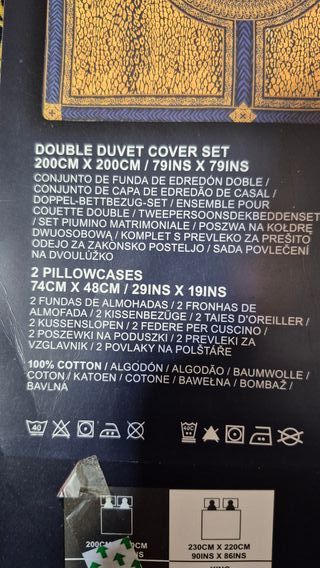 DOUBLE DUVET COVER SET
200CM X 200CM / 79INS X 79INS
CONJUNTO DE FUNDA DE EDREDÓN DOBLE /
CONJUNTO DE CAPA DE EDREDÃO DE CASAL /
DOPPEL-BETTBEZUG-SET / ENSEMBLE POUR
COUETTE DOUBLE / TWEEPERSOONSDEKBEDDENSET
/ SET PIUMINO MATRIMONIALE / POSZWA NA KOŁDRĘ
DWUOSOBOWĄ / KOMPLET S PREVLEKO ZA PREŠITO
ODEJO ZA ZAKONSKO POSTELJO / SADA POVLEČENÍ
NA DVOULŮŽKO
2 PILLOWCASES
74CM X 48CM / 29INS X 19INS
2 FUNDAS DE ALMOHADAS / 2 FRONHAS DE
ALMOFADA / 2 KISSENBEZÜGE / 2 TAIES D'OREILLER /
2 KUSSENSLOPEN / 2 FEDERE PER CUSCINO /
2 POSZEWKI NA PODUSZKI / 2 PREVLEKI ZA
VZGLAVNIK / 2 POVLAKY NA POLŠTÁŘE
100% COTTON / ALGODÓN / ALGODÃO / BAUMWOLLE /
COTON / KATOEN / COTONE / BAWEŁNA / BOMBAŽ /
BAVLNA
40
40C
230CM X 220CM
90INS X 86INS